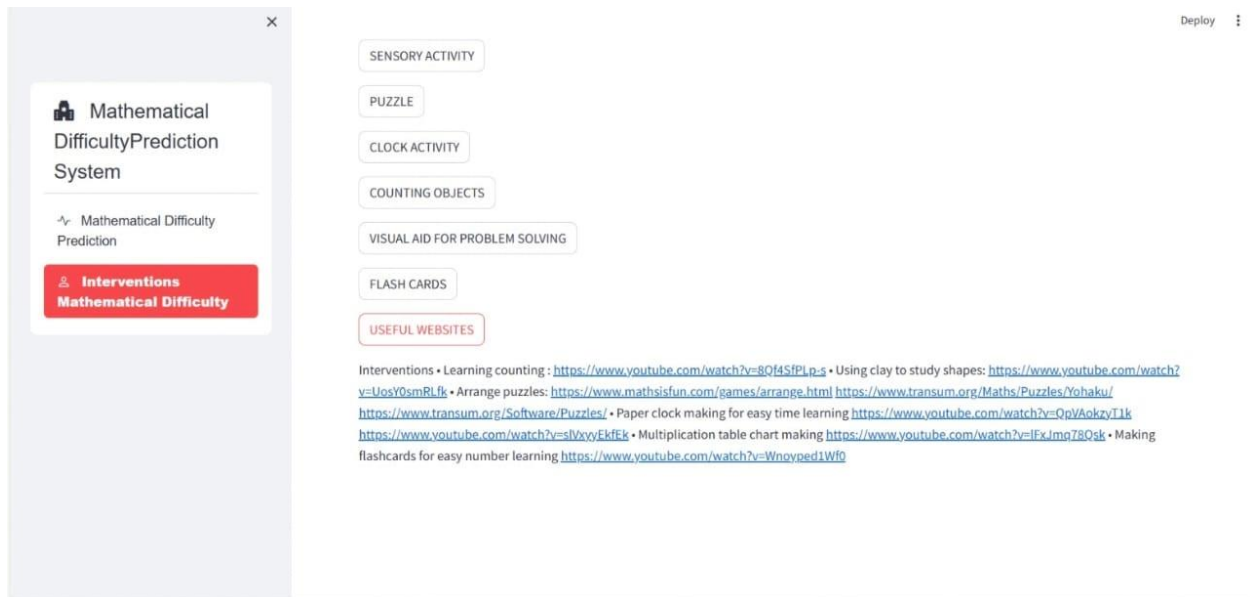 ×
Deploy
Mathematical
DifficultyPrediction
System
Mathematical Difficulty
Prediction
Interventions
Mathematical Difficulty
SENSORY ACTIVITY
PUZZLE
CLOCK ACTIVITY
COUNTING OBJECTS
VISUAL AID FOR PROBLEM SOLVING
FLASH CARDS
USEFUL WEBSITES
Interventions • Learning counting : https://www.youtube.com/watch?v=8Qf4SfPLp-s • Using clay to study shapes: https://www.youtube.com/watch?
v=UosY0smRLfk • Arrange puzzles: https://www.mathsisfun.com/games/arrange.html https://www.transum.org/Maths/Puzzles/Yohaku/
https://www.transum.org/Software/Puzzles/ • Paper clock making for easy time learning https://www.youtube.com/watch?v=QpVAokzyT1k
https://www.youtube.com/watch?v=slVxyyEkfEk • Multiplication table chart making https://www.youtube.com/watch?v=lFxJmq78Qsk • Making
flashcards for easy number learning https://www.youtube.com/watch?v=Wnoyped1Wf0